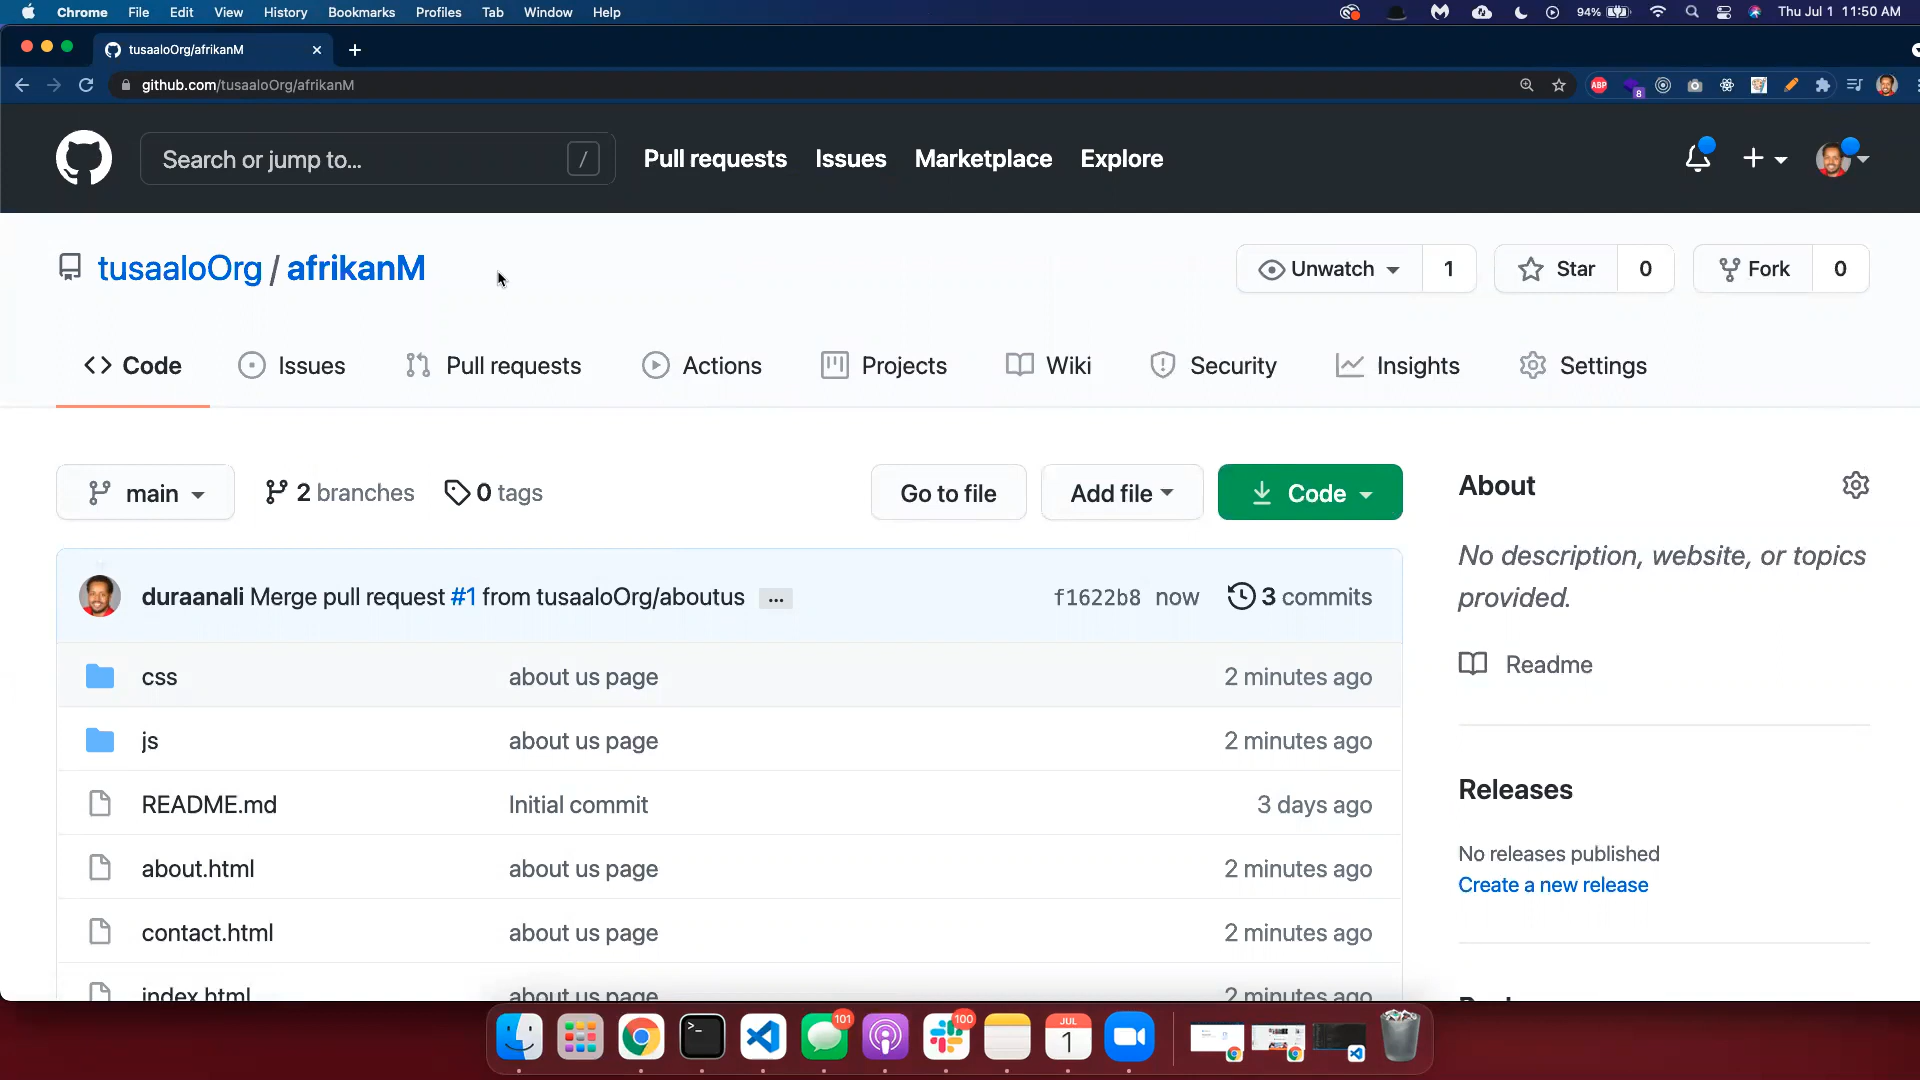 Chrome File Edit View History Bookmarks Profiles Tab Window Help 94% Thu Jul 1 11:50 AM
tusaaloOrg/afrikanM
github.com/tusaaloOrg/afrikanM ABP 8
Search or jump to... / Pull requests Issues Marketplace Explore
tusaaloOrg / afrikanM Unwatch 1 Star 0 Fork 0
Code Issues Pull requests Actions Projects Wiki Security Insights Settings
main 2 branches 0 tags Go to file Add file Code
duraanali Merge pull request #1 from tusaaloOrg/aboutus ... f1622b8 now 3 commits
css about us page 2 minutes ago
js about us page 2 minutes ago
README.md Initial commit 3 days ago
about.html about us page 2 minutes ago
contact.html about us page 2 minutes ago
index.html about us page 2 minutes ago
About
No description, website, or topics
provided.
Readme
Releases
No releases published
Create a new release
101 100 JUL
1